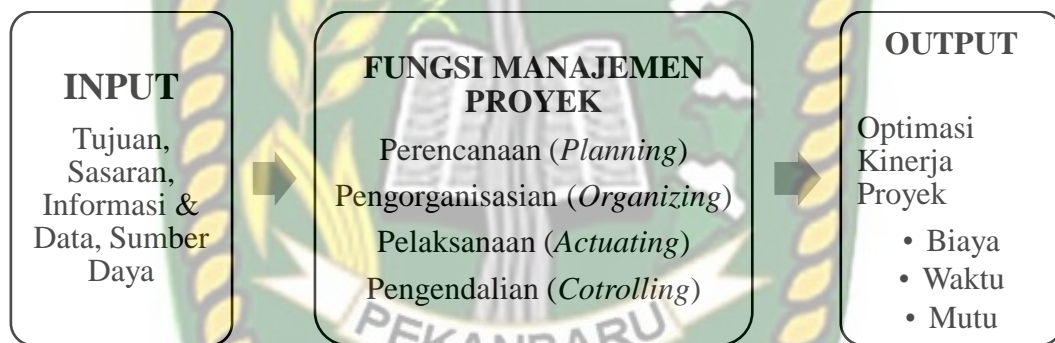 INPUT
Tujuan,
Sasaran,
Informasi &
Data, Sumber
Daya
FUNGSI MANAJEMEN
PROYEK
Perencanaan (Planning)
Pengorganisasian (Organizing)
Pelaksanaan (Actuating)
Pengendalian (Cotrolling)
OUTPUT
Optimasi
Kinerja
Proyek
• Biaya
• Waktu
• Mutu
PEKANBARU